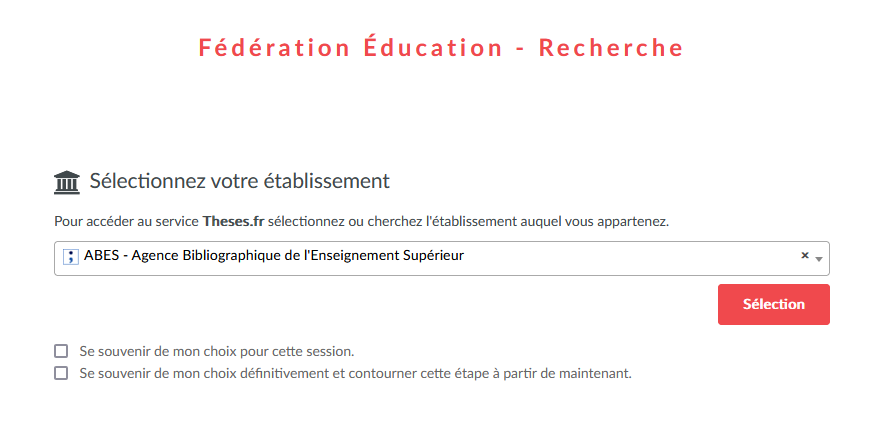 Fédération Éducation - Recherche
Sélectionnez votre établissement
Pour accéder au service Theses.fr sélectionnez ou cherchez l'établissement auquel vous appartenez.
ABES - Agence Bibliographique de l'Enseignement Supérieur ×
Sélection
Se souvenir de mon choix pour cette session.
Se souvenir de mon choix définitivement et contourner cette étape à partir de maintenant.